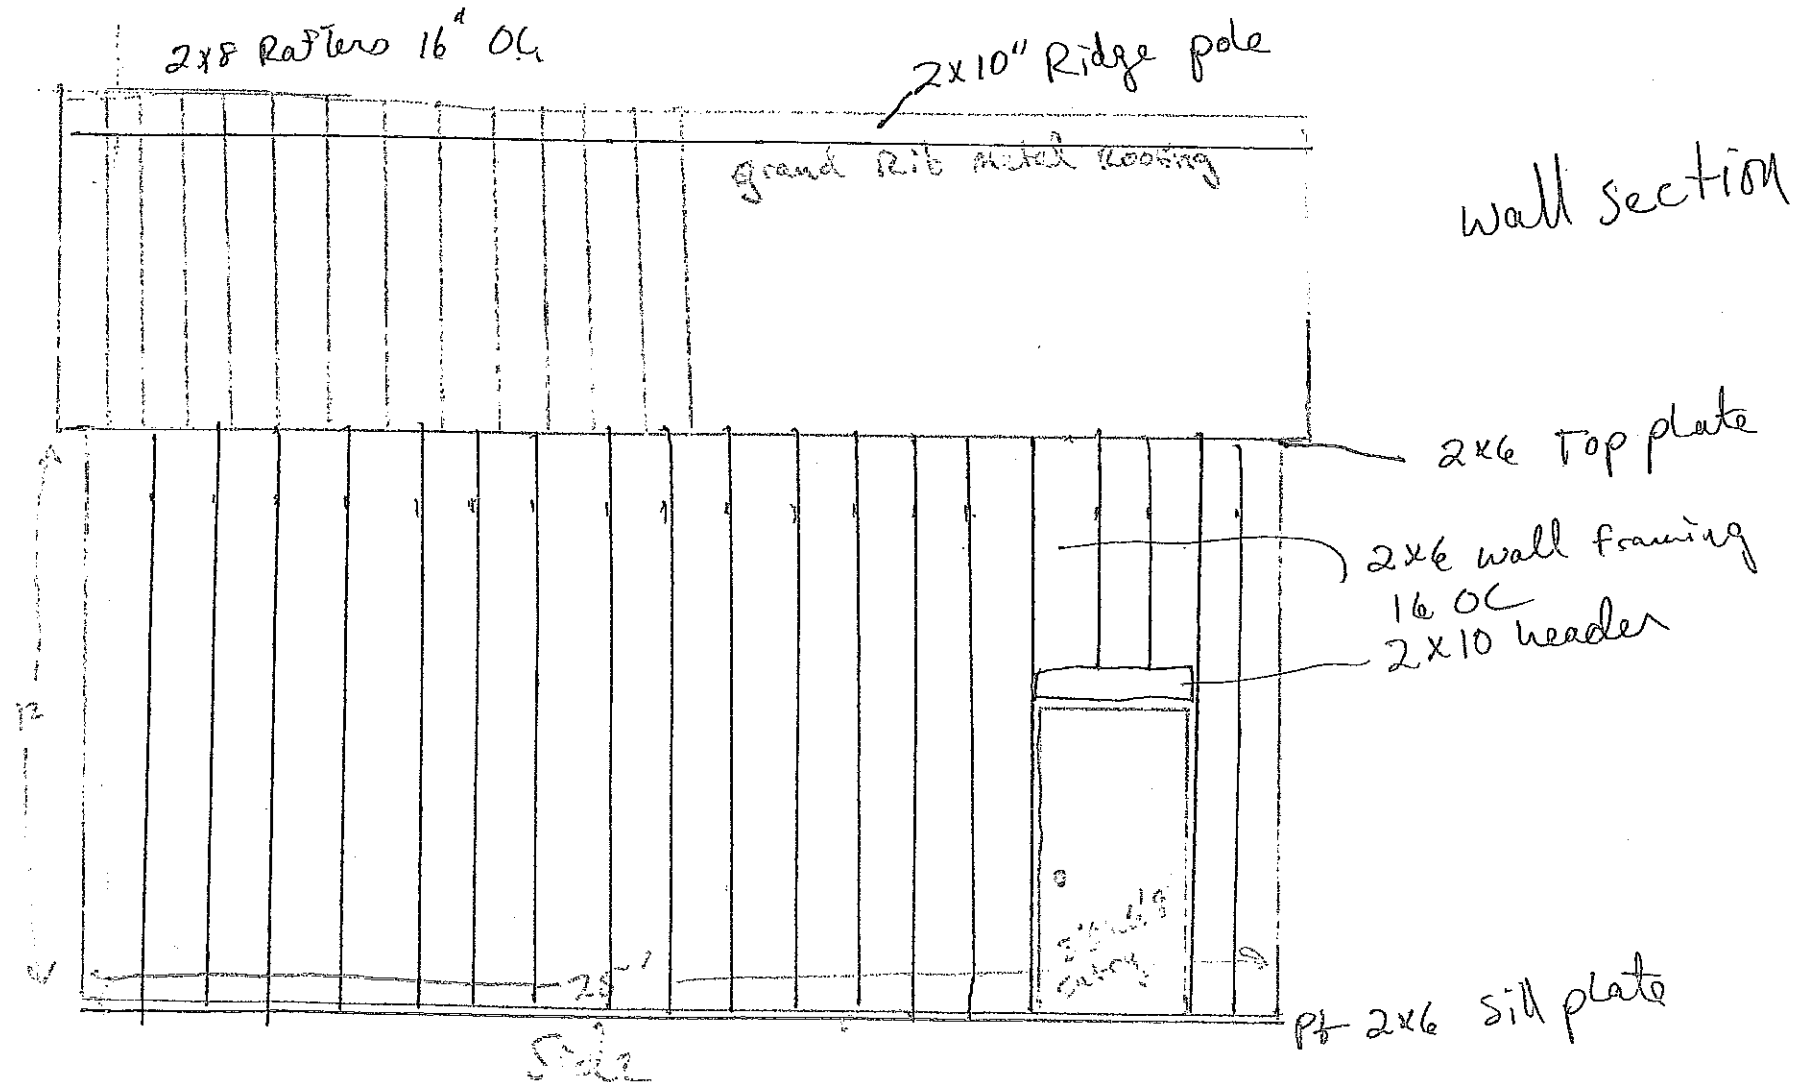 2x8 Rafters 16" OC
2x10" Ridge pole
grand Rib metal Roofing
wall section
2x6 Top plate
2x6 wall framing
16 OC
2x10 header
12
Entry
Pt 2x6 Sill plate
Side